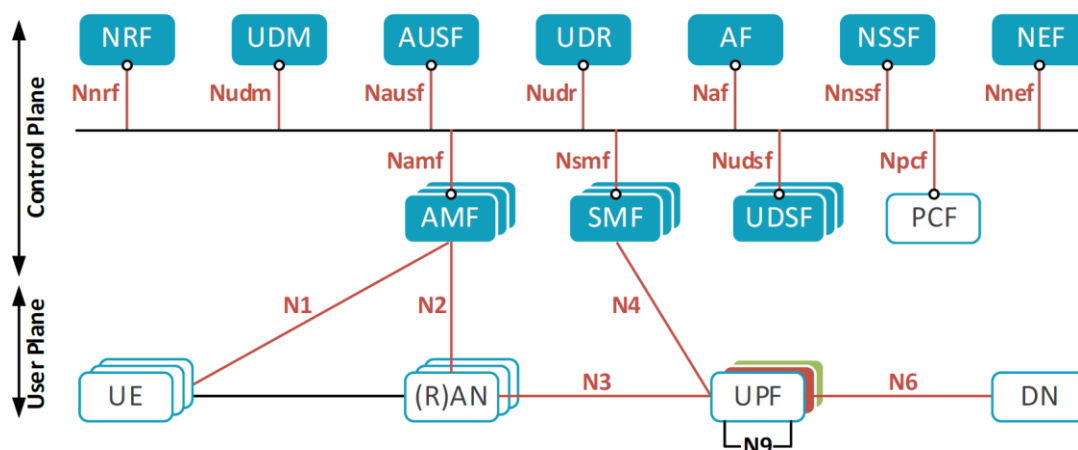 NRF UDM AUSF UDR AF NSSF NEF
Nnrf Nudm Nausf Nudr Naf Nnssf Nnef
Control Plane
Namf Nsmf Nudsf Npcf
AMF SMF UDSF PCF
User Plane
N1 N2 N4
UE (R)AN N3 UPF N6 DN
N9